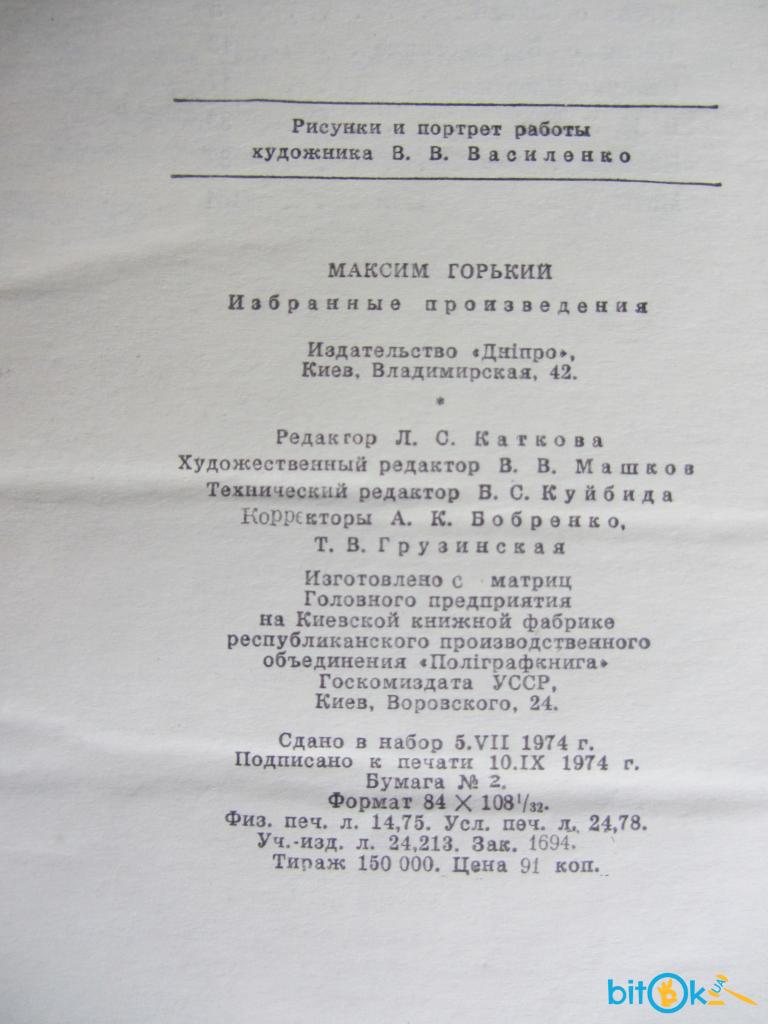 Рисунки и портрет работы
художника В. В. Василенко
МАКСИМ ГОРЬКИЙ
Избранные произведения
Издательство «Дніпро»,
Киев, Владимирская, 42.
*
Редактор Л. С. Каткова
Художественный редактор В. В. Машков
Технический редактор Б. С. Куйбида
Корректоры А. К. Бобренко,
Т. В. Грузинская
Изготовлено с матриц
Головного предприятия
на Киевской книжной фабрике
республиканского производственного
объединения «Поліграфкнига»
Госкомиздата УССР,
Киев, Воровского, 24.
Сдано в набор 5.VII 1974 г.
Подписано к печати 10.IX 1974 г.
Бумага № 2.
Формат 84 × 108 1/32.
Физ. печ. л. 14,75. Усл. печ. л. 24,78.
Уч.-изд. л. 24,213. Зак. 1694.
Тираж 150 000. Цена 91 коп.
bitOk UA